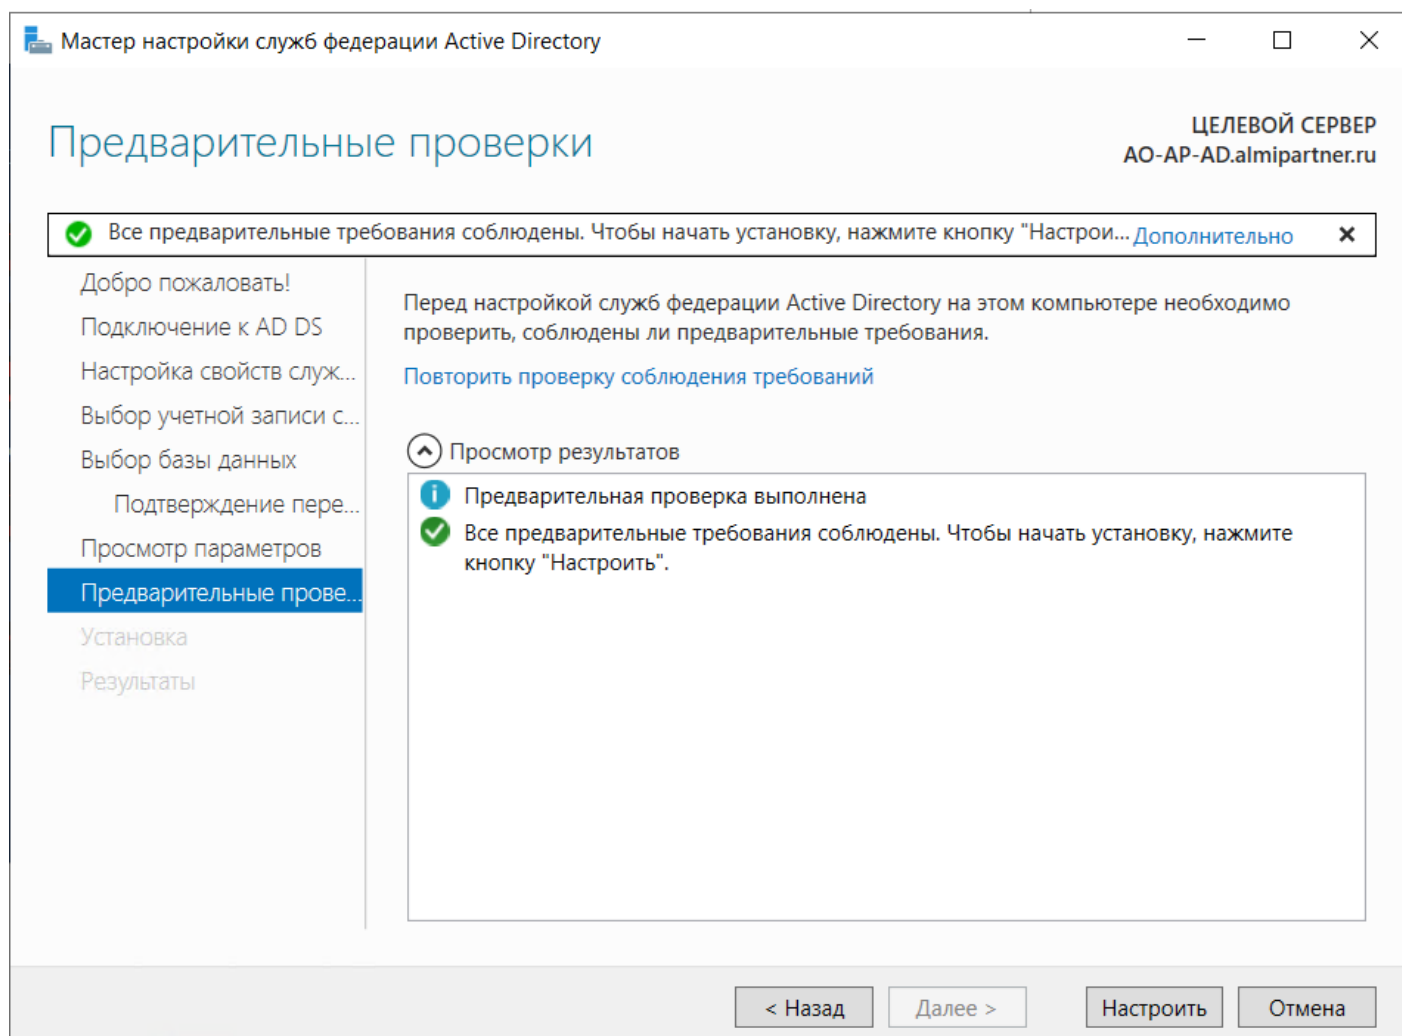 Мастер настройки служб федерации Active Directory
Предварительные проверки
ЦЕЛЕВОЙ СЕРВЕР
AO-AP-AD.almipartner.ru
Все предварительные требования соблюдены. Чтобы начать установку, нажмите кнопку "Настрои... Дополнительно
Добро пожаловать!
Подключение к AD DS
Настройка свойств служ...
Выбор учетной записи с...
Выбор базы данных
Подтверждение пере...
Просмотр параметров
Предварительные прове...
Установка
Результаты
Перед настройкой служб федерации Active Directory на этом компьютере необходимо
проверить, соблюдены ли предварительные требования.
Повторить проверку соблюдения требований
Просмотр результатов
Предварительная проверка выполнена
Все предварительные требования соблюдены. Чтобы начать установку, нажмите
кнопку "Настроить".
< Назад
Далее >
Настроить
Отмена